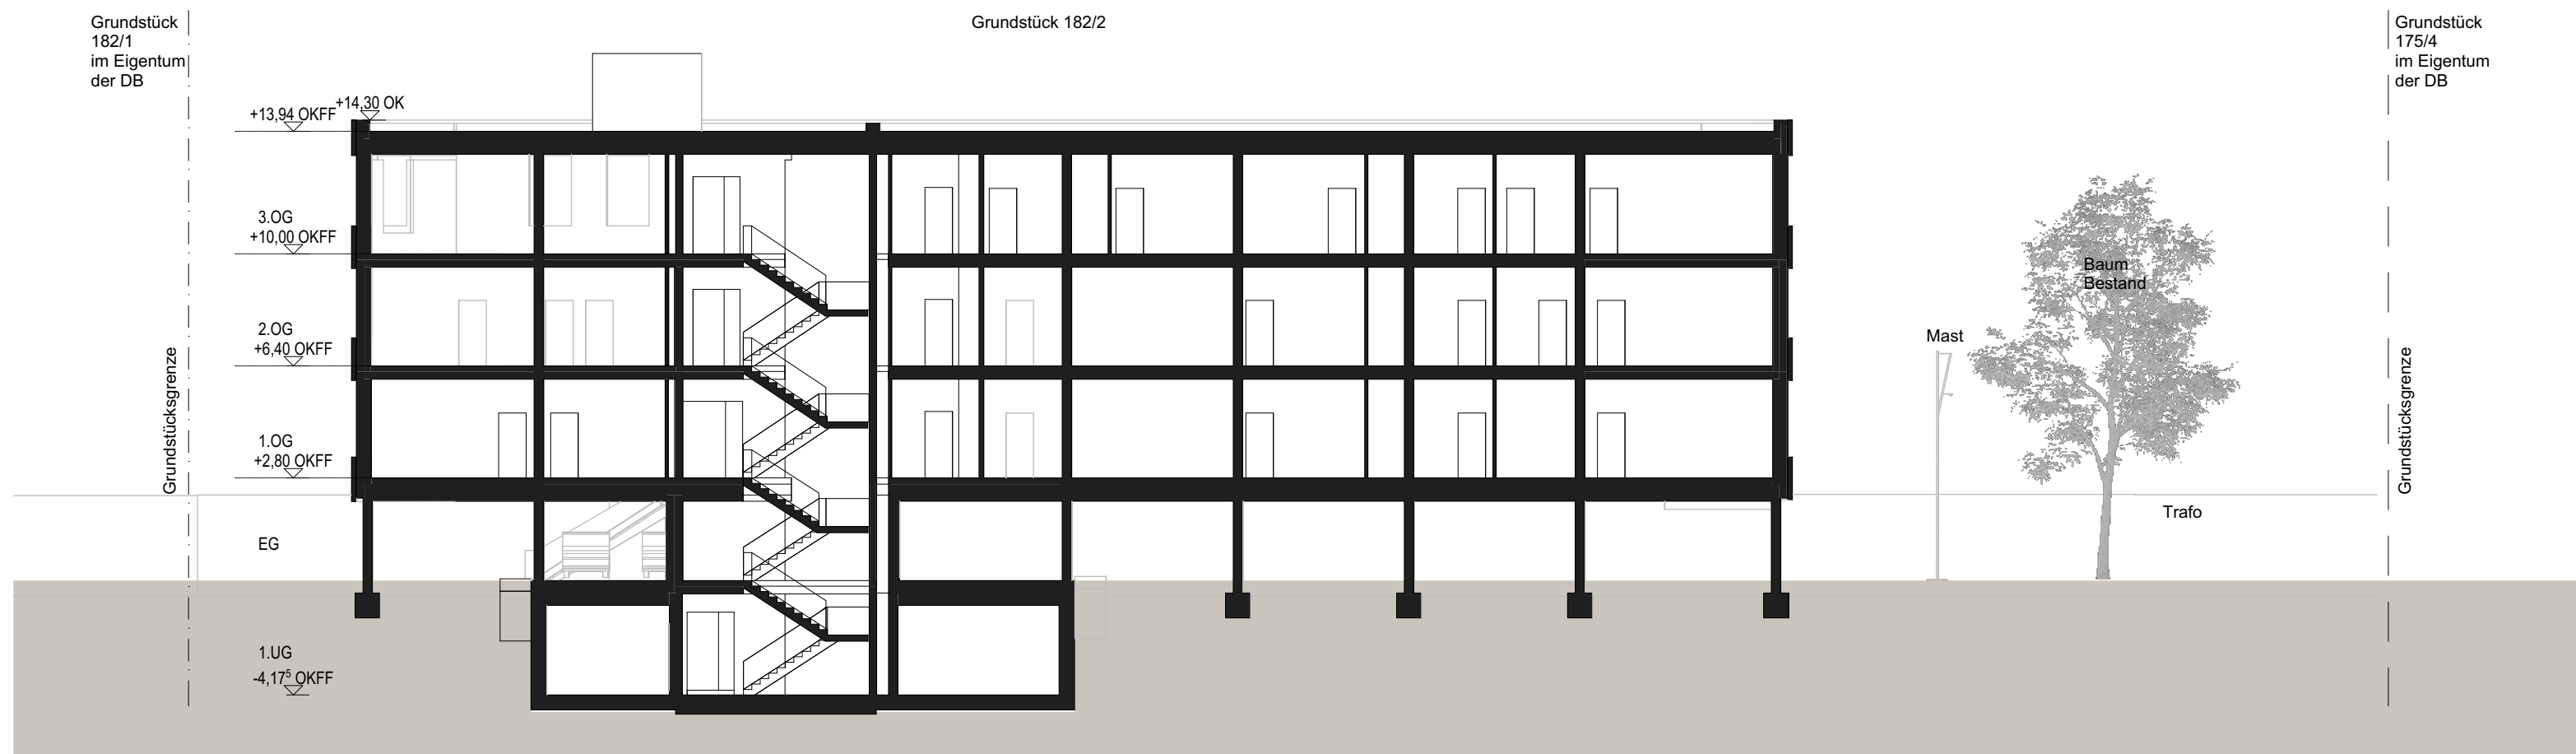 Grundstück
182/1
im Eigentum
der DB
Grundstück 182/2
Grundstück
175/4
im Eigentum
der DB
+14,30 OK
+13,94 OKFF
3.OG
+10,00 OKFF
Baum
Bestand
2.OG
+6,40 OKFF
Mast
Grundstücksgrenze
Grundstücksgrenze
1.OG
+2,80 OKFF
Trafo
EG
1.UG
-4,17⁵ OKFF